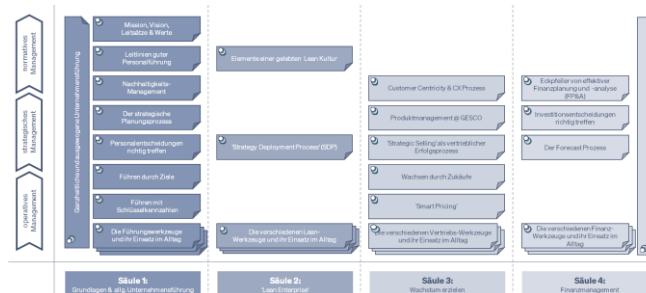 normatives
Management
strategisches
Management
operatives
Management
Ganzheitliche und ausgewogene Unternehmensführung
Mission, Vision,
Leitsätze & Werte
Leitlinien guter
Personalführung
Nachhaltigkeits-
Management
Der strategische
Planungsprozess
Personalentscheidungen
richtig treffen
Führen durch Ziele
Führen mit
Schlüsselkennzahlen
Die Führungswerkzeuge
und ihr Einsatz im Alltag
Elemente einer gelebten Lean Kultur
'Strategy Deployment Process' (SDP)
Die verschiedenen Lean-
Werkzeuge und ihr Einsatz im Alltag
Customer Centricity & CX Prozess
Produktmanagement @ GESCO
'Strategic Selling' als vertrieblicher
Erfolgsprozess
Wachsen durch Zukäufe
'Smart Pricing'
Die verschiedenen Vertriebs-Werkzeuge
und ihr Einsatz im Alltag
Eckpfeiler von effektiver
Finanzplanung und -analyse
(FP&A)
Investitionsentscheidungen
richtig treffen
Der Forecast Prozess
Die verschiedenen Finanz-
Werkzeuge und ihr Einsatz im
Alltag
Säule 1:
Grundlagen & allg. Unternehmensführung
Säule 2:
'Lean Enterprise'
Säule 3:
Wachstum erzielen
Säule 4:
Finanzmanagement